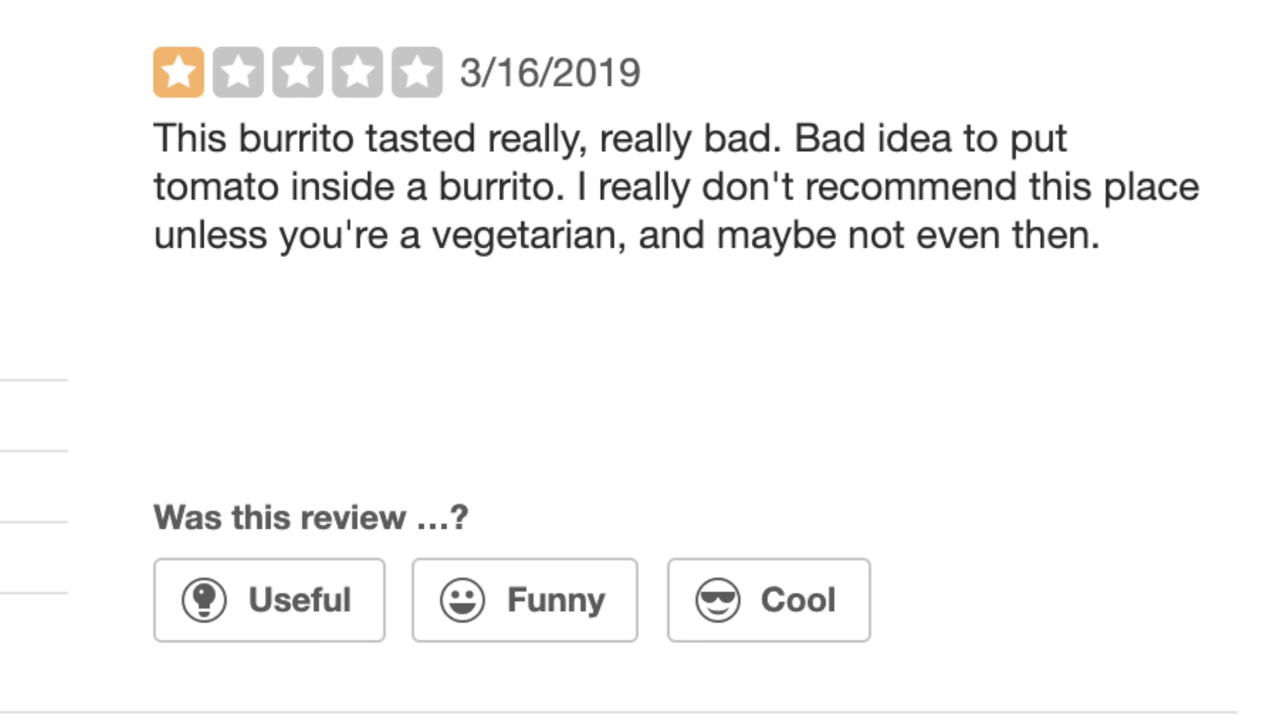 3/16/2019
This burrito tasted really, really bad. Bad idea to put
tomato inside a burrito. I really don't recommend this place
unless you're a vegetarian, and maybe not even then.
Was this review ...?
Useful Funny Cool